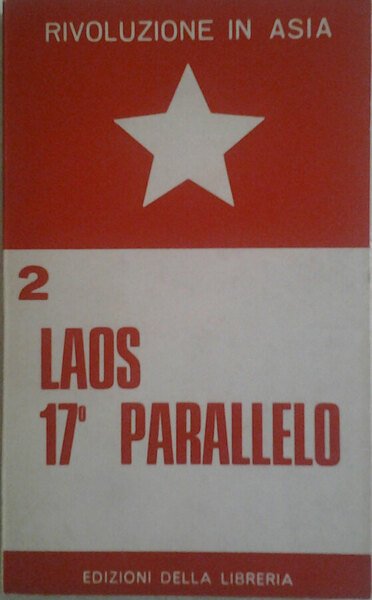 RIVOLUZIONE IN ASIA
2
LAOS
17° PARALLELO
EDIZIONI DELLA LIBRERIA